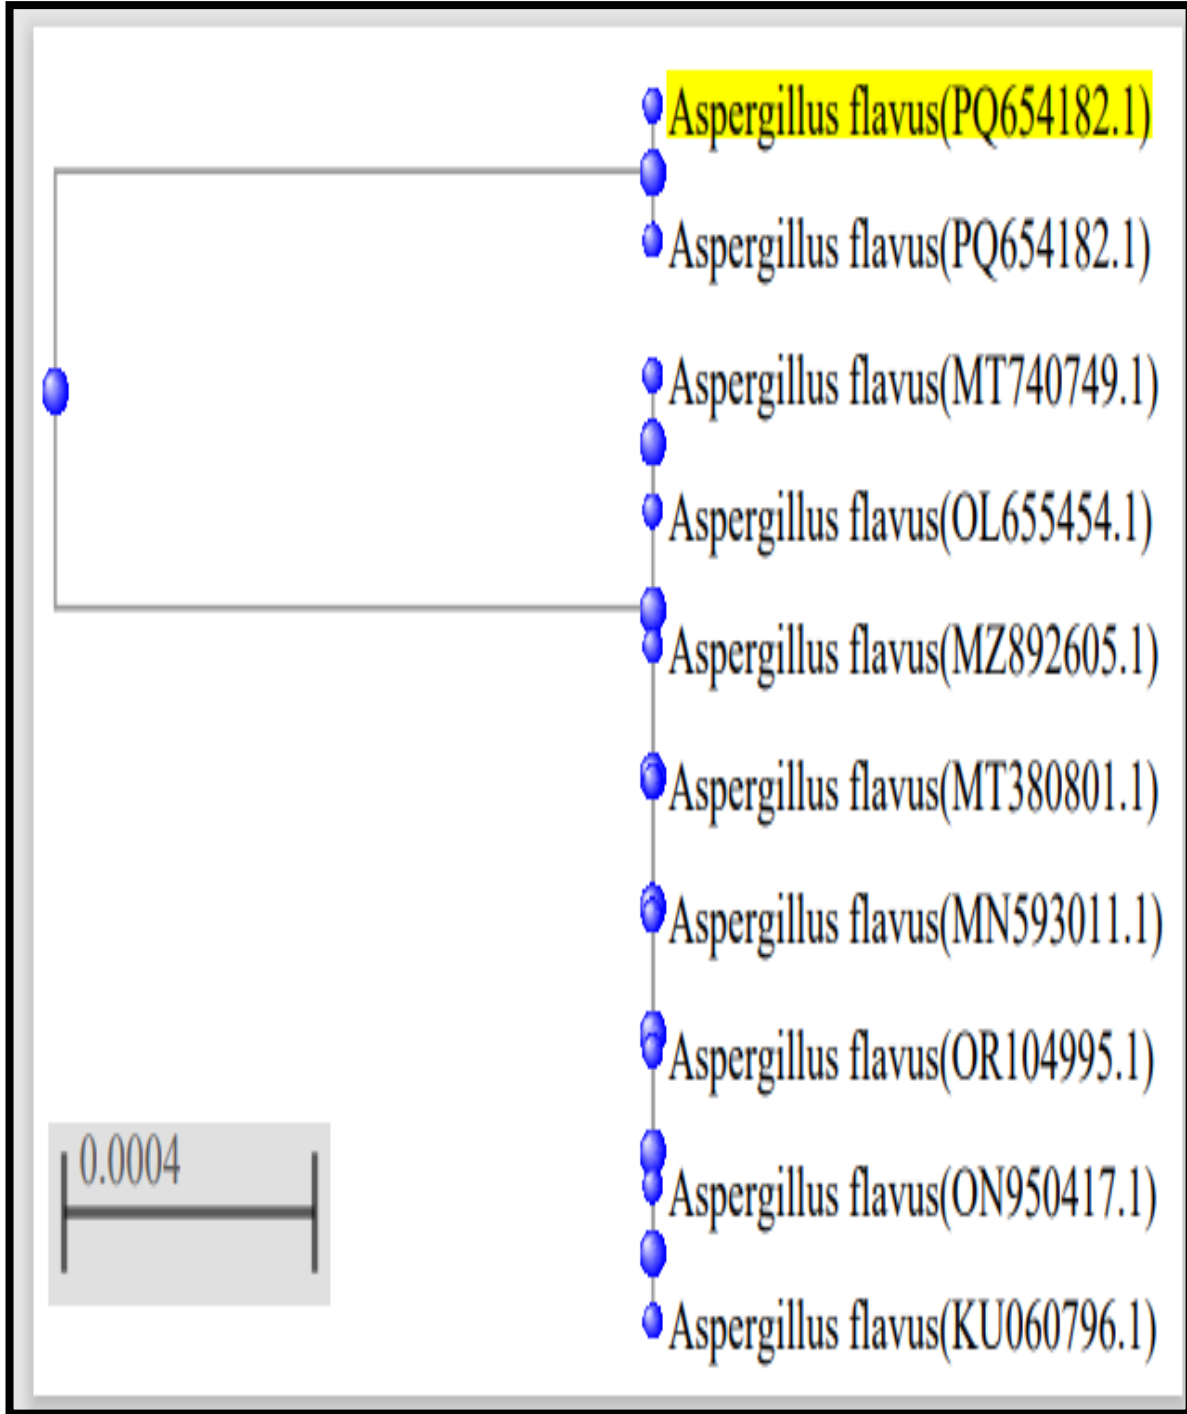 Aspergillus flavus(PQ654182.1)
Aspergillus flavus(PQ654182.1)
Aspergillus flavus(MT740749.1)
Aspergillus flavus(OL655454.1)
Aspergillus flavus(MZ892605.1)
Aspergillus flavus(MT380801.1)
Aspergillus flavus(MN593011.1)
Aspergillus flavus(OR104995.1)
0.0004
Aspergillus flavus(ON950417.1)
Aspergillus flavus(KU060796.1)